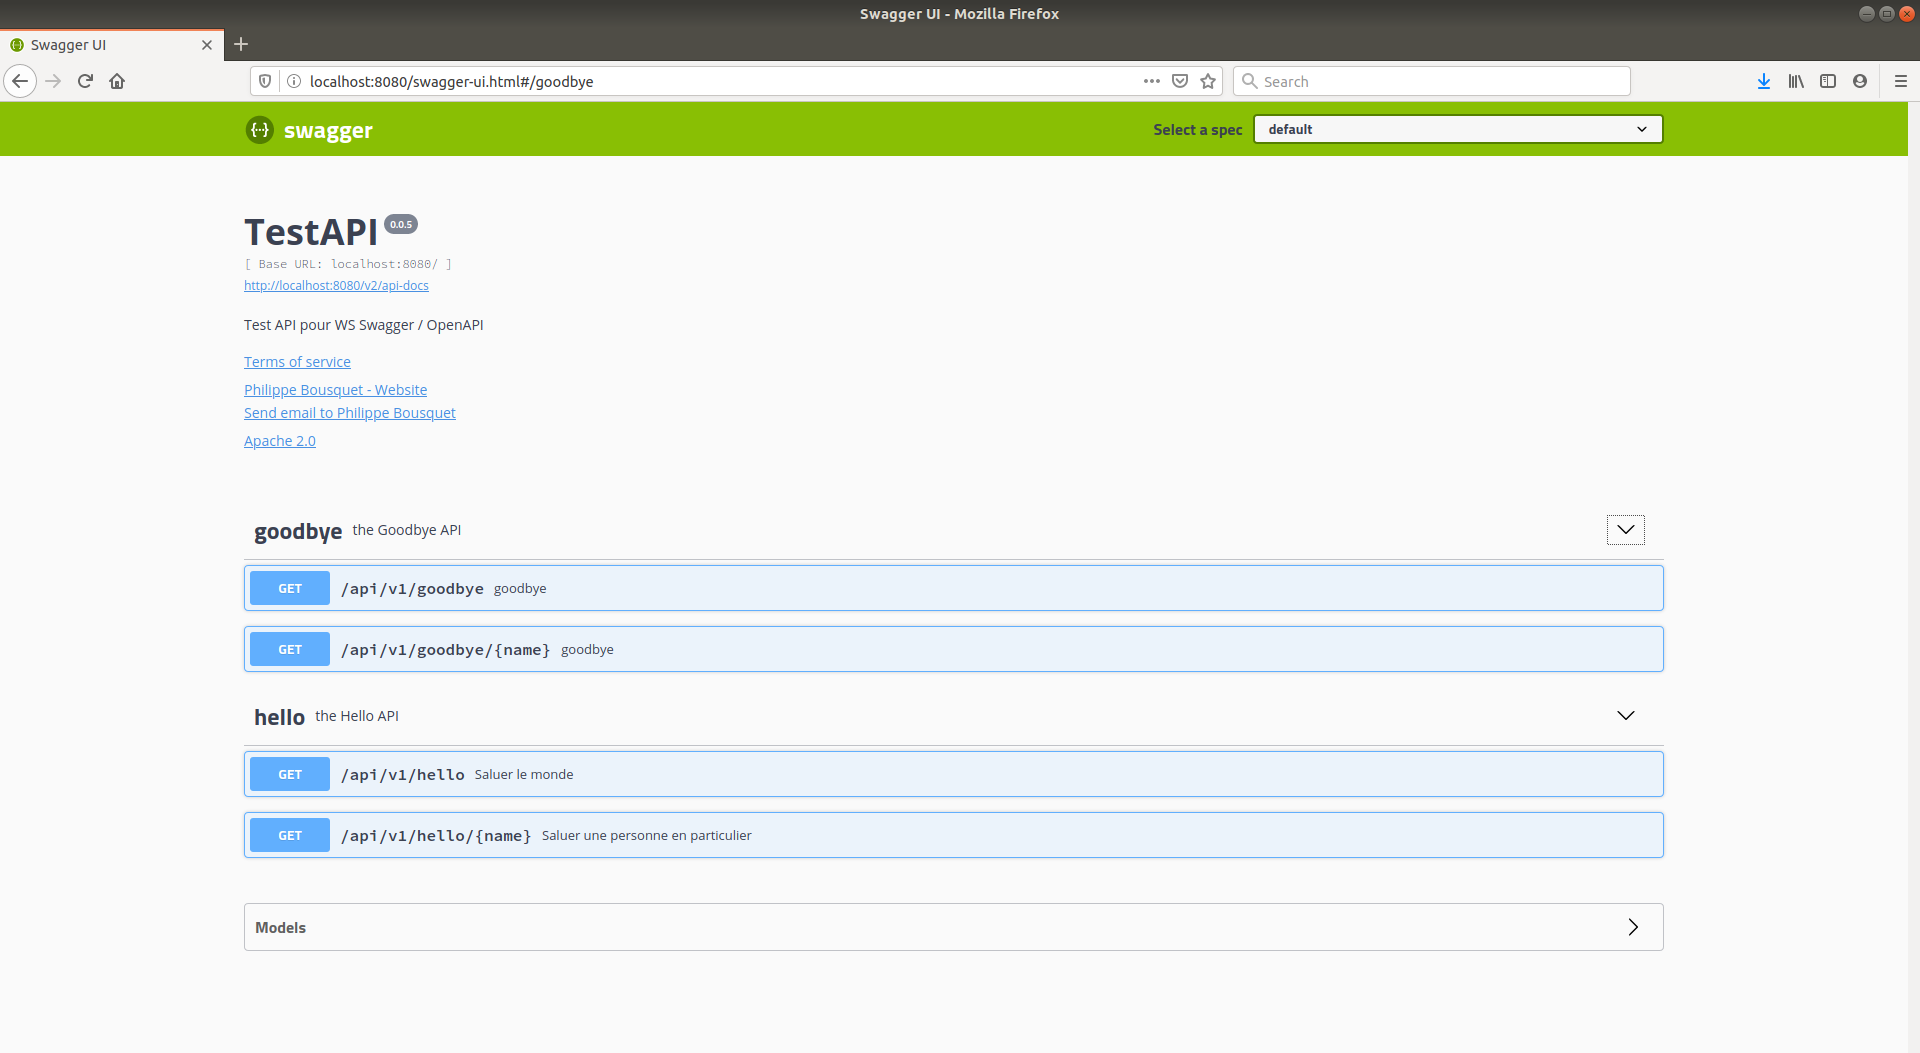 Swagger UI - Mozilla Firefox
Swagger UI
localhost:8080/swagger-ui.html#/goodbye
Search
{···} swagger
Select a spec
default
TestAPI 0.0.5
[ Base URL: localhost:8080/ ]
http://localhost:8080/v2/api-docs
Test API pour WS Swagger / OpenAPI
Terms of service
Philippe Bousquet - Website
Send email to Philippe Bousquet
Apache 2.0
goodbye the Goodbye API
GET /api/v1/goodbye goodbye
GET /api/v1/goodbye/{name} goodbye
hello the Hello API
GET /api/v1/hello Saluer le monde
GET /api/v1/hello/{name} Saluer une personne en particulier
Models